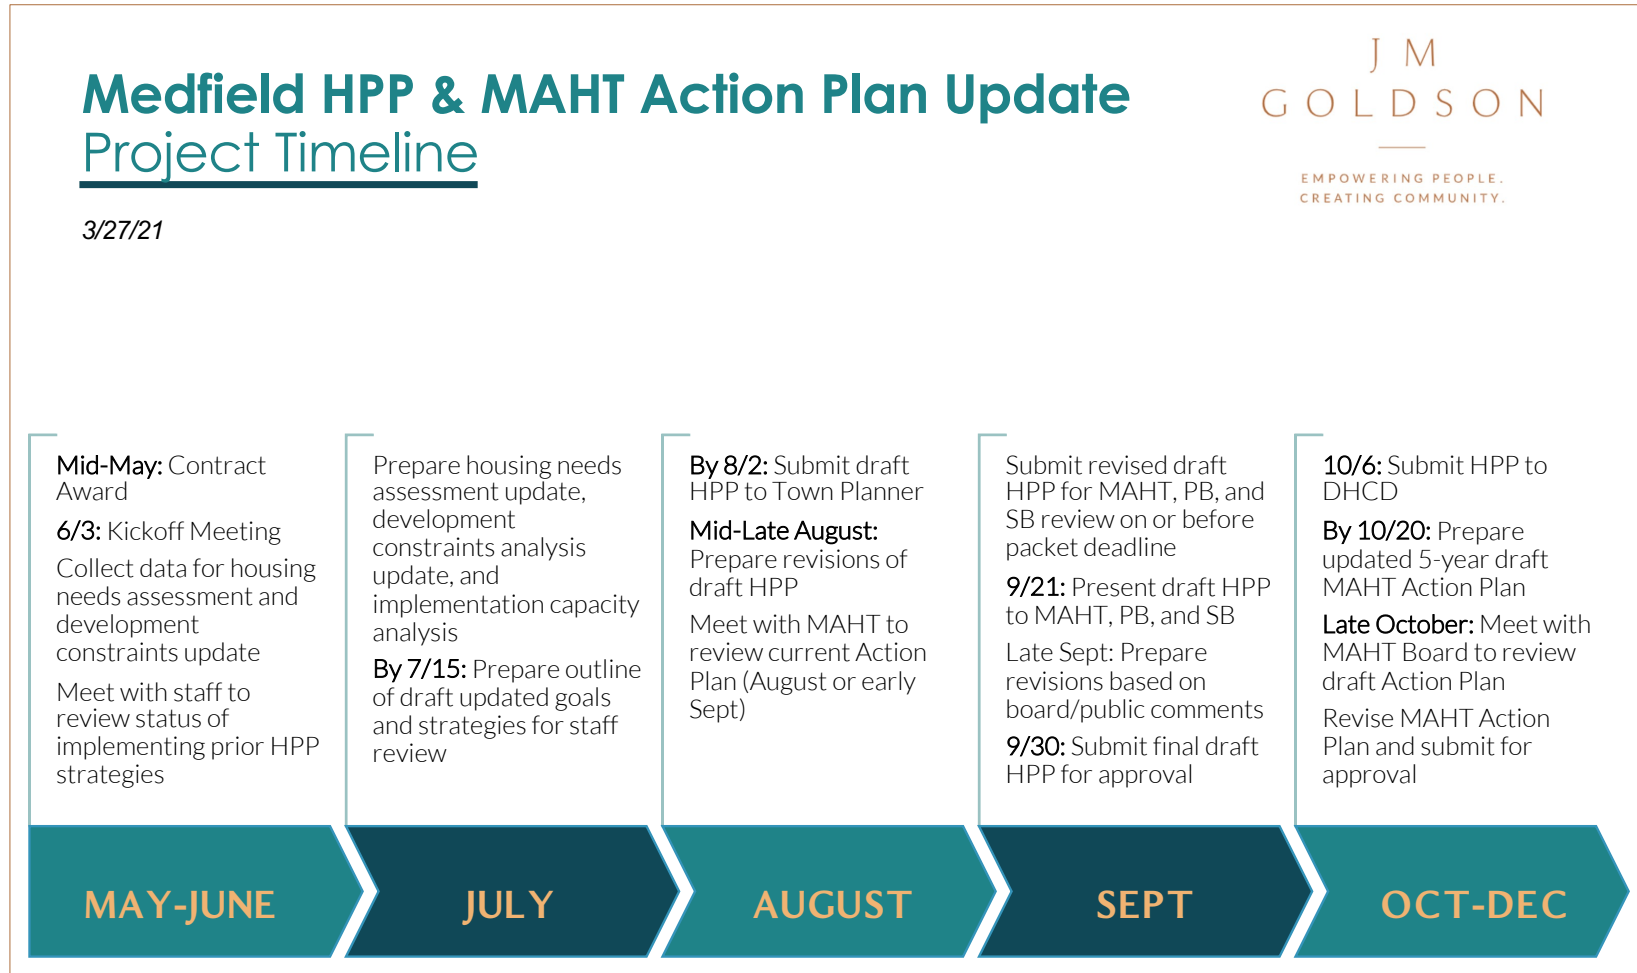 Medfield HPP & MAHT Action Plan Update
Project Timeline
3/27/21
J M
GOLDSON
EMPOWERING PEOPLE.
CREATING COMMUNITY.
Mid-May: Contract
Award
6/3: Kickoff Meeting
Collect data for housing
needs assessment and
development
constraints update
Meet with staff to
review status of
implementing prior HPP
strategies
MAY-JUNE
Prepare housing needs
assessment update,
development
constraints analysis
update, and
implementation capacity
analysis
By 7/15: Prepare outline
of draft updated goals
and strategies for staff
review
JULY
By 8/2: Submit draft
HPP to Town Planner
Mid-Late August:
Prepare revisions of
draft HPP
Meet with MAHT to
review current Action
Plan (August or early
Sept)
AUGUST
Submit revised draft
HPP for MAHT, PB, and
SB review on or before
packet deadline
9/21: Present draft HPP
to MAHT, PB, and SB
Late Sept: Prepare
revisions based on
board/public comments
9/30: Submit final draft
HPP for approval
SEPT
10/6: Submit HPP to
DHCD
By 10/20: Prepare
updated 5-year draft
MAHT Action Plan
Late October: Meet with
MAHT Board to review
draft Action Plan
Revise MAHT Action
Plan and submit for
approval
OCT-DEC